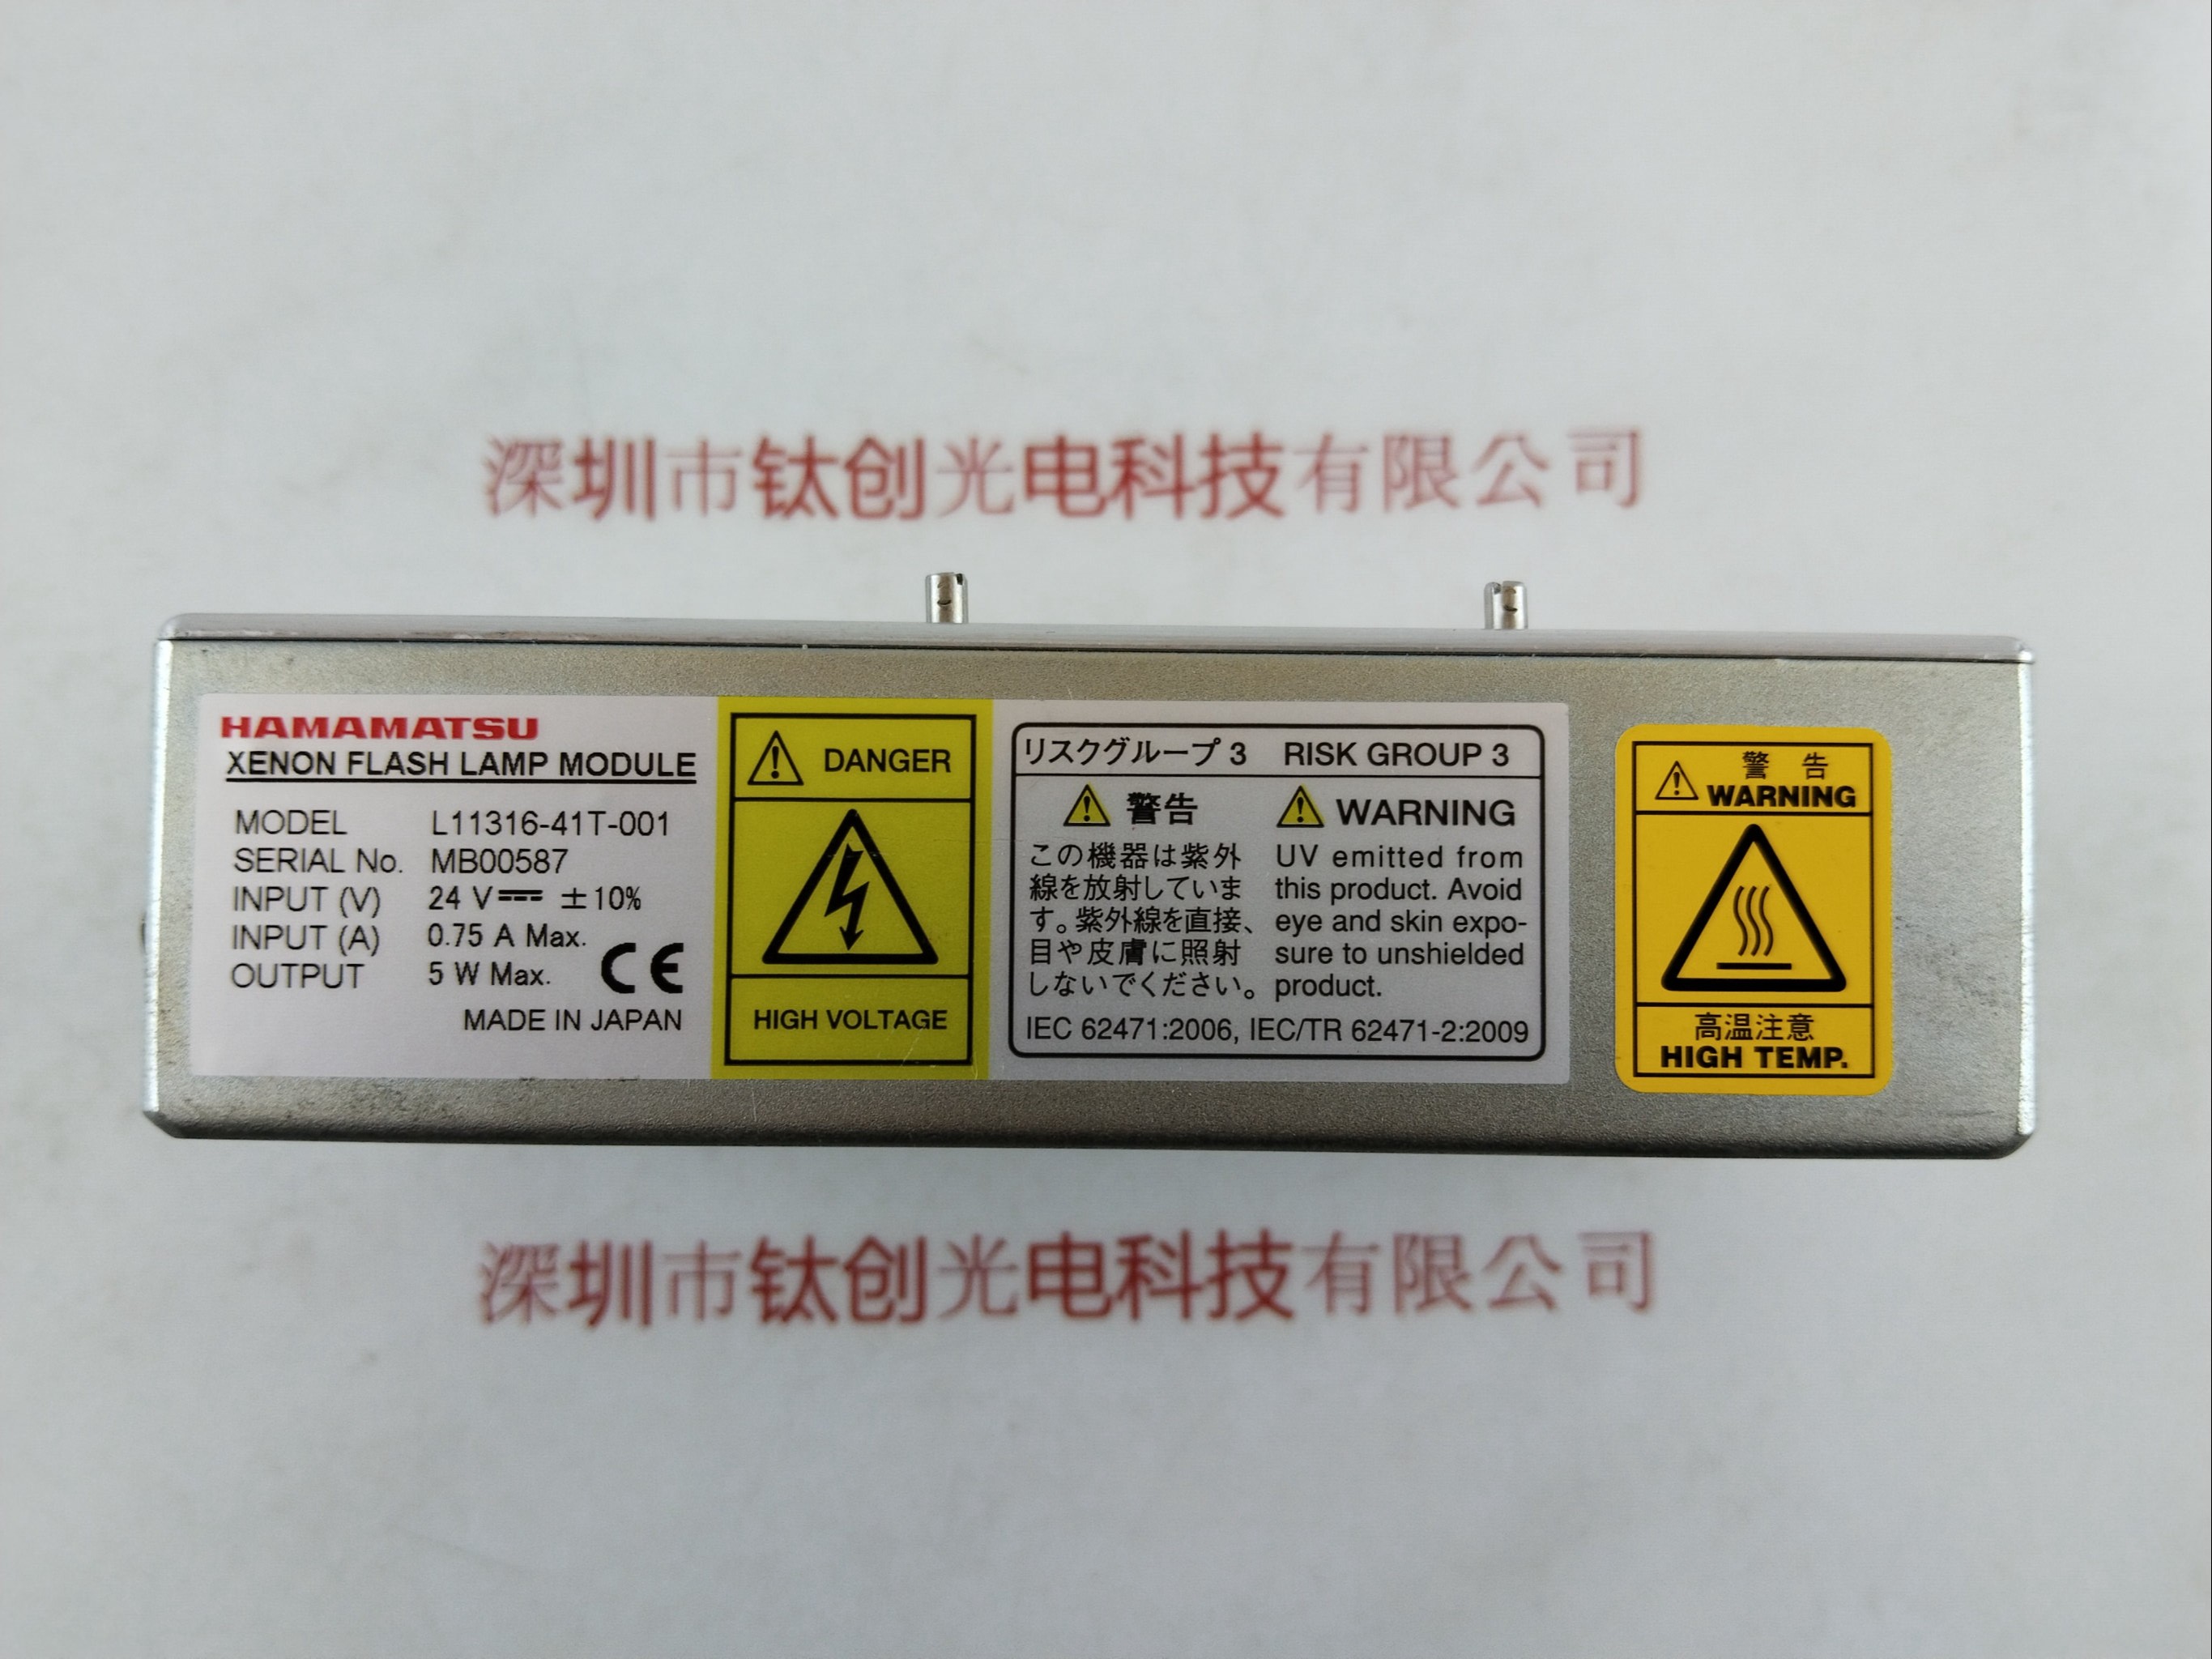 深圳市钛创光电科技有限公司
HAMAMATSU
XENON FLASH LAMP MODULE
MODEL L11316-41T-001
SERIAL No. MB00587
INPUT (V) 24 V⎓ ±10%
INPUT (A) 0.75 A Max.
OUTPUT 5 W Max.
CE
MADE IN JAPAN
DANGER
HIGH VOLTAGE
リスクグループ 3 RISK GROUP 3
警告
この機器は紫外
線を放射していま
す。紫外線を直接、
目や皮膚に照射
しないでください。
WARNING
UV emitted from
this product. Avoid
eye and skin expo-
sure to unshielded
product.
IEC 62471:2006, IEC/TR 62471-2:2009
警 告
WARNING
高温注意
HIGH TEMP.
深圳市钛创光电科技有限公司